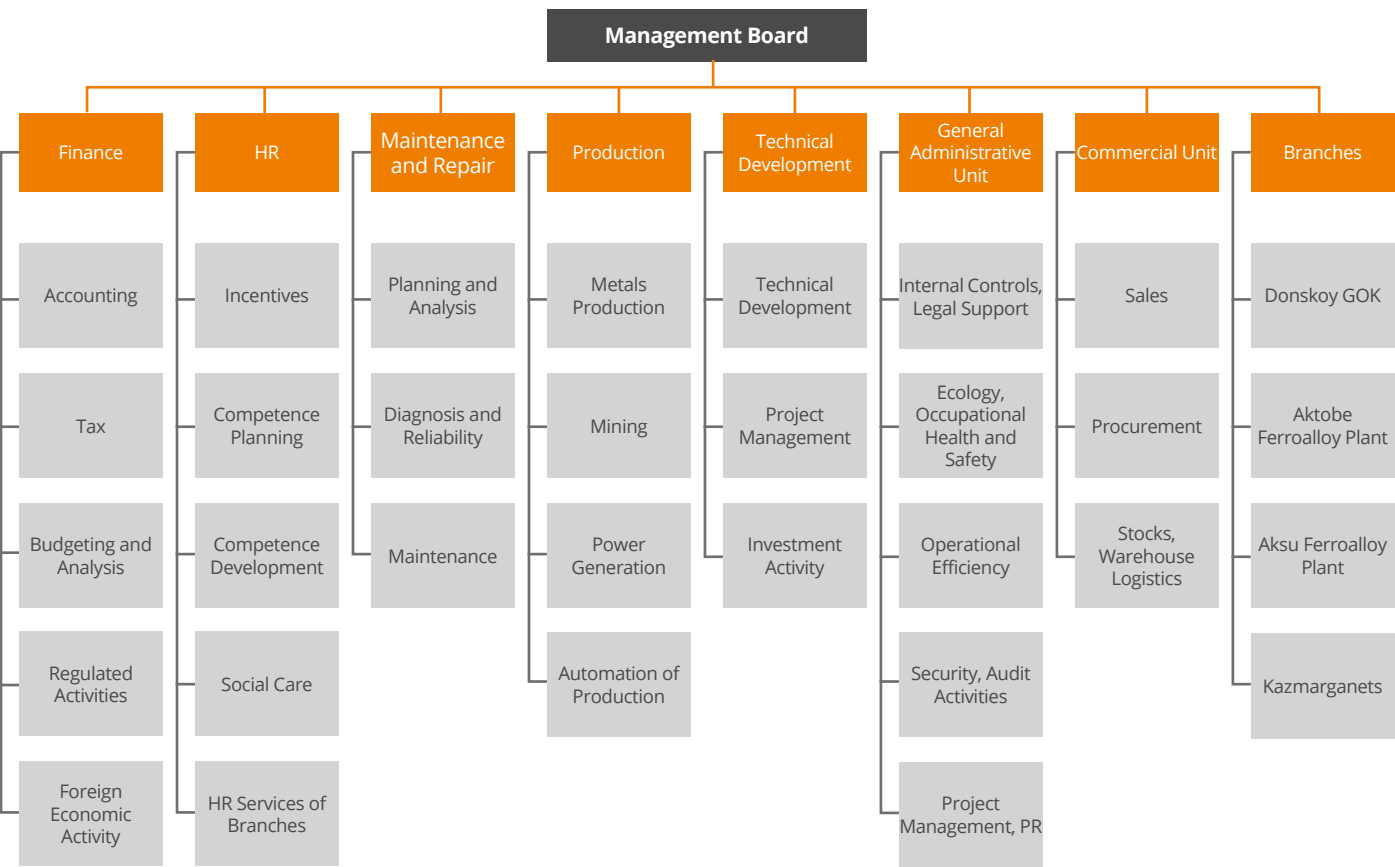 Management Board
Finance
HR
Maintenance
and Repair
Production
Technical
Development
General
Administrative
Unit
Commercial Unit
Branches
Accounting
Incentives
Planning and
Analysis
Metals
Production
Technical
Development
Internal Controls,
Legal Support
Sales
Donskoy GOK
Tax
Competence
Planning
Diagnosis and
Reliability
Mining
Project
Management
Ecology,
Occupational
Health and
Safety
Procurement
Aktobe
Ferroalloy Plant
Budgeting and
Analysis
Competence
Development
Maintenance
Power
Generation
Investment
Activity
Operational
Efficiency
Stocks,
Warehouse
Logistics
Aksu Ferroalloy
Plant
Regulated
Activities
Social Care
Automation of
Production
Security, Audit
Activities
Kazmarganets
Foreign
Economic
Activity
HR Services of
Branches
Project
Management, PR